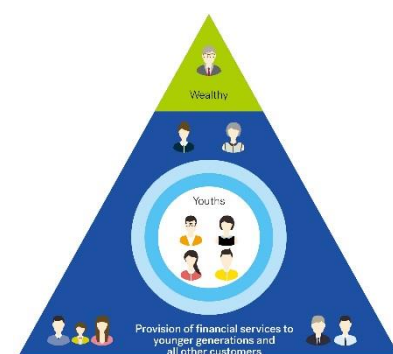 Wealthy
Youths
Provision of financial services to
younger generations and
all other customers